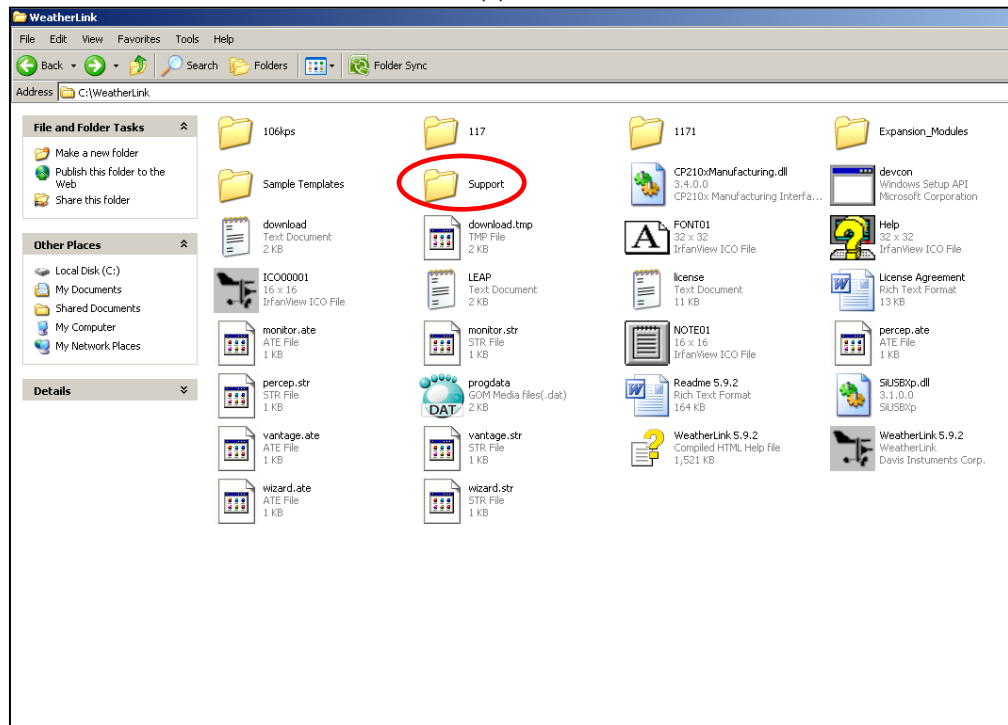 WeatherLink
File Edit View Favorites Tools Help
Back Search Folders Folder Sync
Address C:\WeatherLink
File and Folder Tasks
Make a new folder
Publish this folder to the
Web
Share this folder
Other Places
Local Disk (C:)
My Documents
Shared Documents
My Computer
My Network Places
Details
106kps
117
1171
Expansion_Modules
Sample Templates
Support
CP210xManufacturing.dll
3.4.0.0
CP210x Manufacturing Interfa...
devcon
Windows Setup API
Microsoft Corporation
download
Text Document
2 KB
download.tmp
TMP File
2 KB
FONT01
32 x 32
IrfanView ICO File
Help
32 x 32
IrfanView ICO File
ICO00001
16 x 16
IrfanView ICO File
LEAP
Text Document
2 KB
license
Text Document
11 KB
License Agreement
Rich Text Format
13 KB
monitor.ate
ATE File
1 KB
monitor.str
STR File
1 KB
NOTE01
16 x 16
IrfanView ICO File
percep.ate
ATE File
1 KB
percep.str
STR File
1 KB
progdata
GOM Media files(.dat)
2 KB
DAT
Readme 5.9.2
Rich Text Format
164 KB
SiUSBXp.dll
3.1.0.0
SiUSBXp
vantage.ate
ATE File
1 KB
vantage.str
STR File
1 KB
WeatherLink 5.9.2
Compiled HTML Help file
1,521 KB
WeatherLink 5.9.2
WeatherLink
Davis Instuments Corp.
wizard.ate
ATE File
1 KB
wizard.str
STR File
1 KB